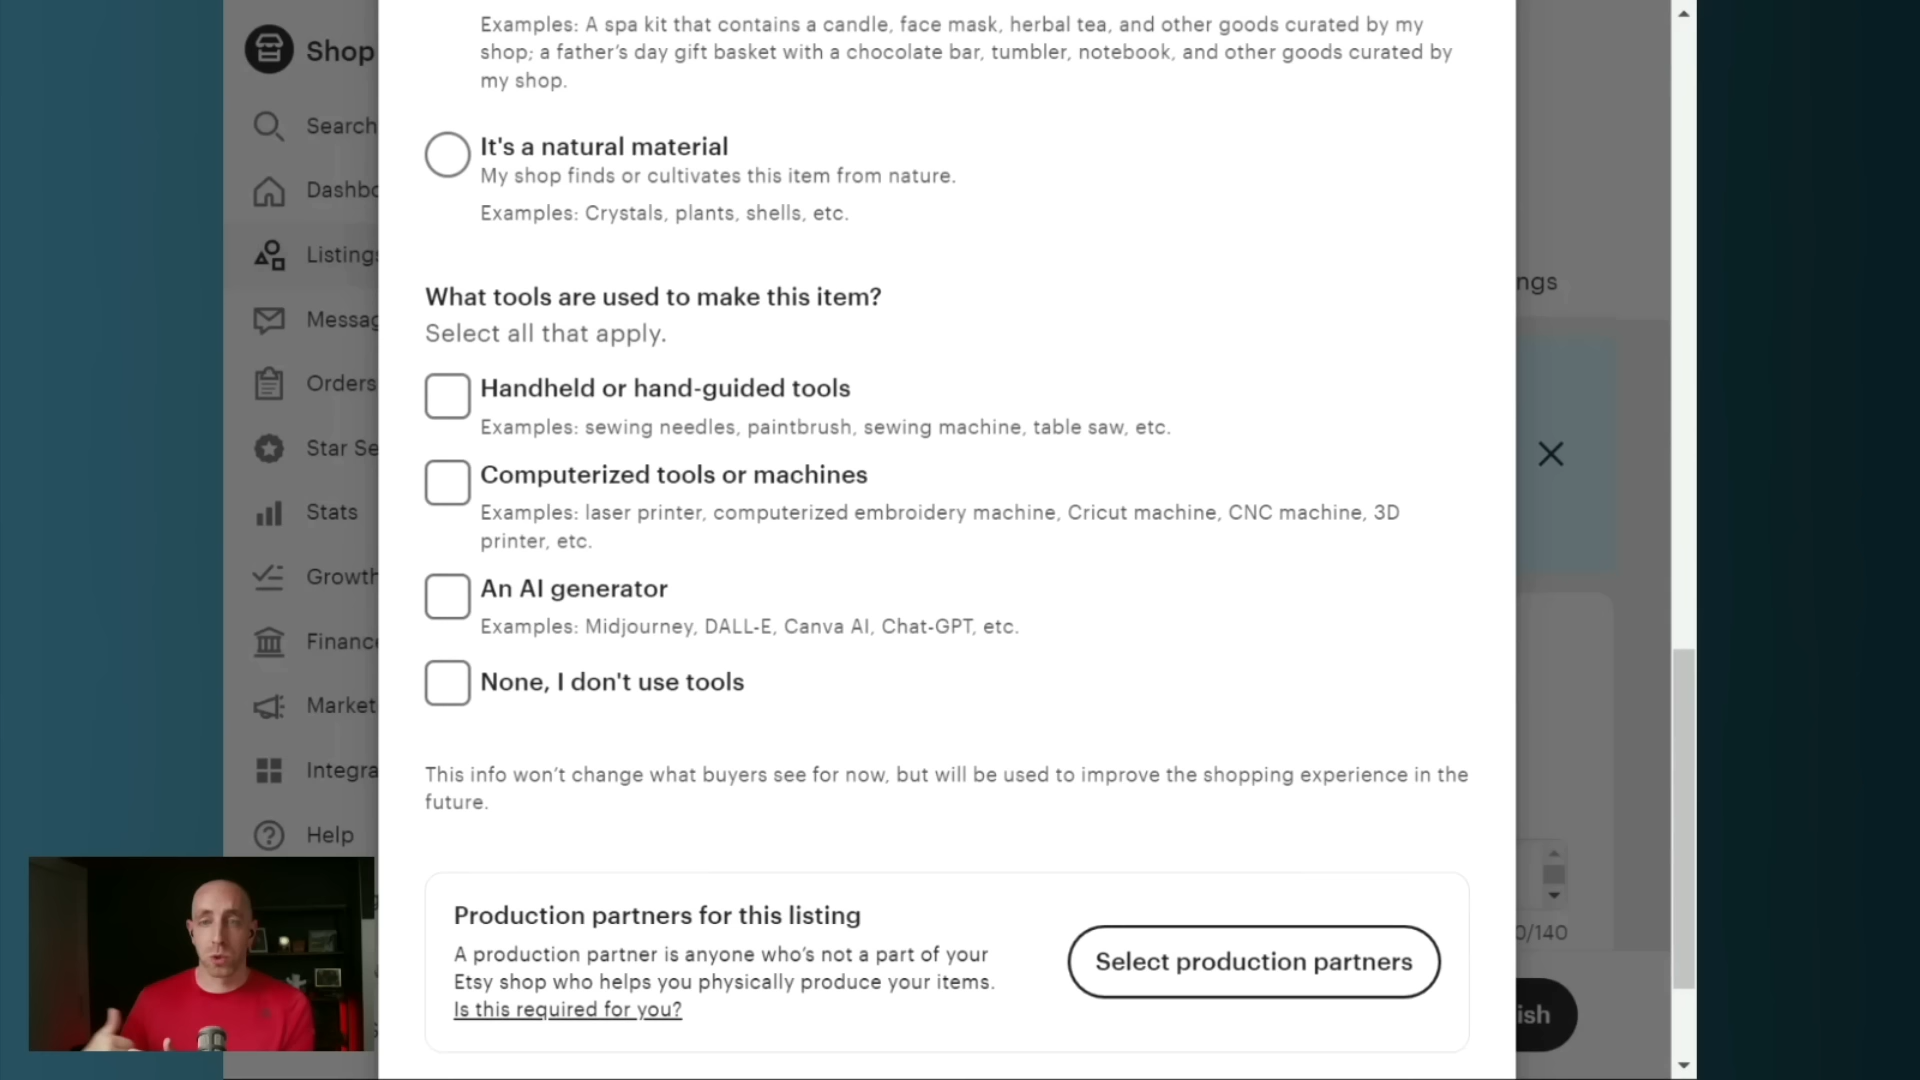 Examples: A spa kit that contains a candle, face mask, herbal tea, and other goods curated by my
shop; a father's day gift basket with a chocolate bar, tumbler, notebook, and other goods curated by
my shop.
Shop
Search
Dashbo
Listings
Messag
Orders
Star Se
Stats
Growth
Finance
Market
Integra
Help
It's a natural material
My shop finds or cultivates this item from nature.
Examples: Crystals, plants, shells, etc.
What tools are used to make this item?
Select all that apply.
Handheld or hand-guided tools
Examples: sewing needles, paintbrush, sewing machine, table saw, etc.
Computerized tools or machines
Examples: laser printer, computerized embroidery machine, Cricut machine, CNC machine, 3D
printer, etc.
An AI generator
Examples: Midjourney, DALL-E, Canva AI, Chat-GPT, etc.
None, I don't use tools
This info won't change what buyers see for now, but will be used to improve the shopping experience in the
future.
Production partners for this listing
A production partner is anyone who's not a part of your
Etsy shop who helps you physically produce your items.
Is this required for you?
Select production partners
ngs
0/140
ish